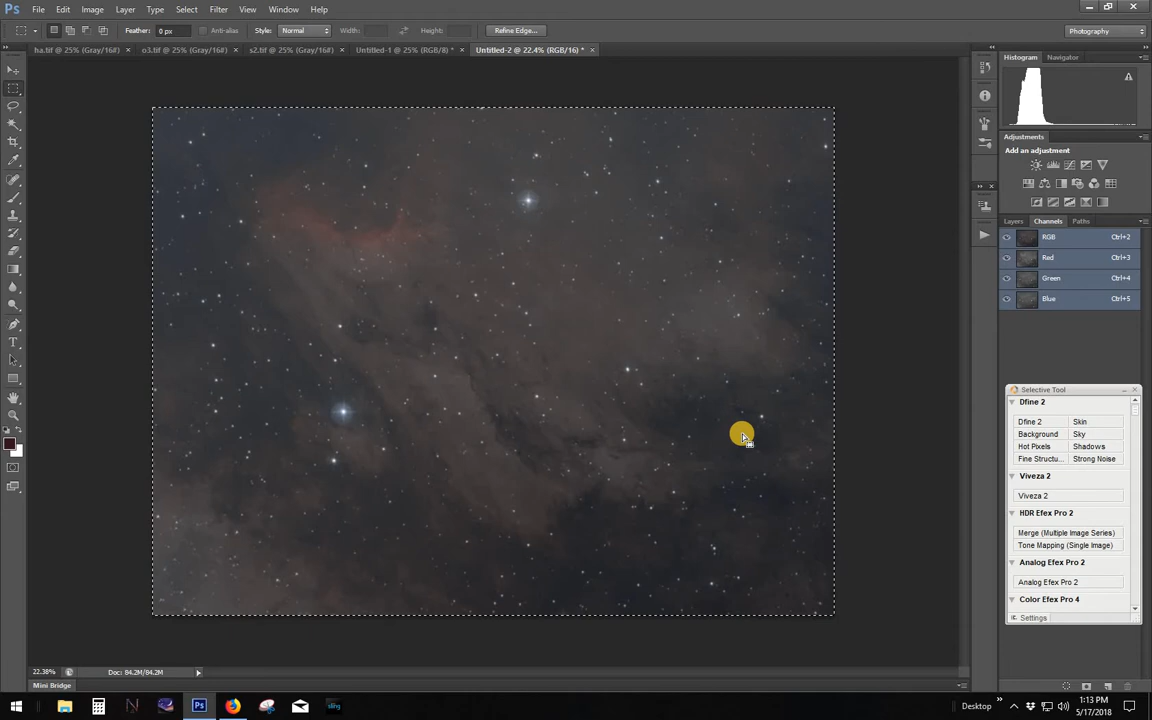 Ps File Edit Image Layer Type Select Filter View Window Help
Feather: 0 px Anti-alias Style: Normal Width: Height: Refine Edge... Photography
ha.tif @ 25% (Gray/16#) × o3.tif @ 25% (Gray/16#) × s2.tif @ 25% (Gray/16#) × Untitled-1 @ 25% (RGB/8) * × Untitled-2 @ 22.4% (RGB/16) * ×
Histogram Navigator
Adjustments
Add an adjustment
Layers Channels Paths
RGB Ctrl+2
Red Ctrl+3
Green Ctrl+4
Blue Ctrl+5
Selective Tool
Dfine 2
Dfine 2 Skin
Background Sky
Hot Pixels Shadows
Fine Structu... Strong Noise
Viveza 2
Viveza 2
HDR Efex Pro 2
Merge (Multiple Image Series)
Tone Mapping (Single Image)
Analog Efex Pro 2
Analog Efex Pro 2
Color Efex Pro 4
Settings
22.38% Doc: 84.2M/84.2M
Mini Bridge
Ps sling Desktop 1:13 PM
5/17/2018